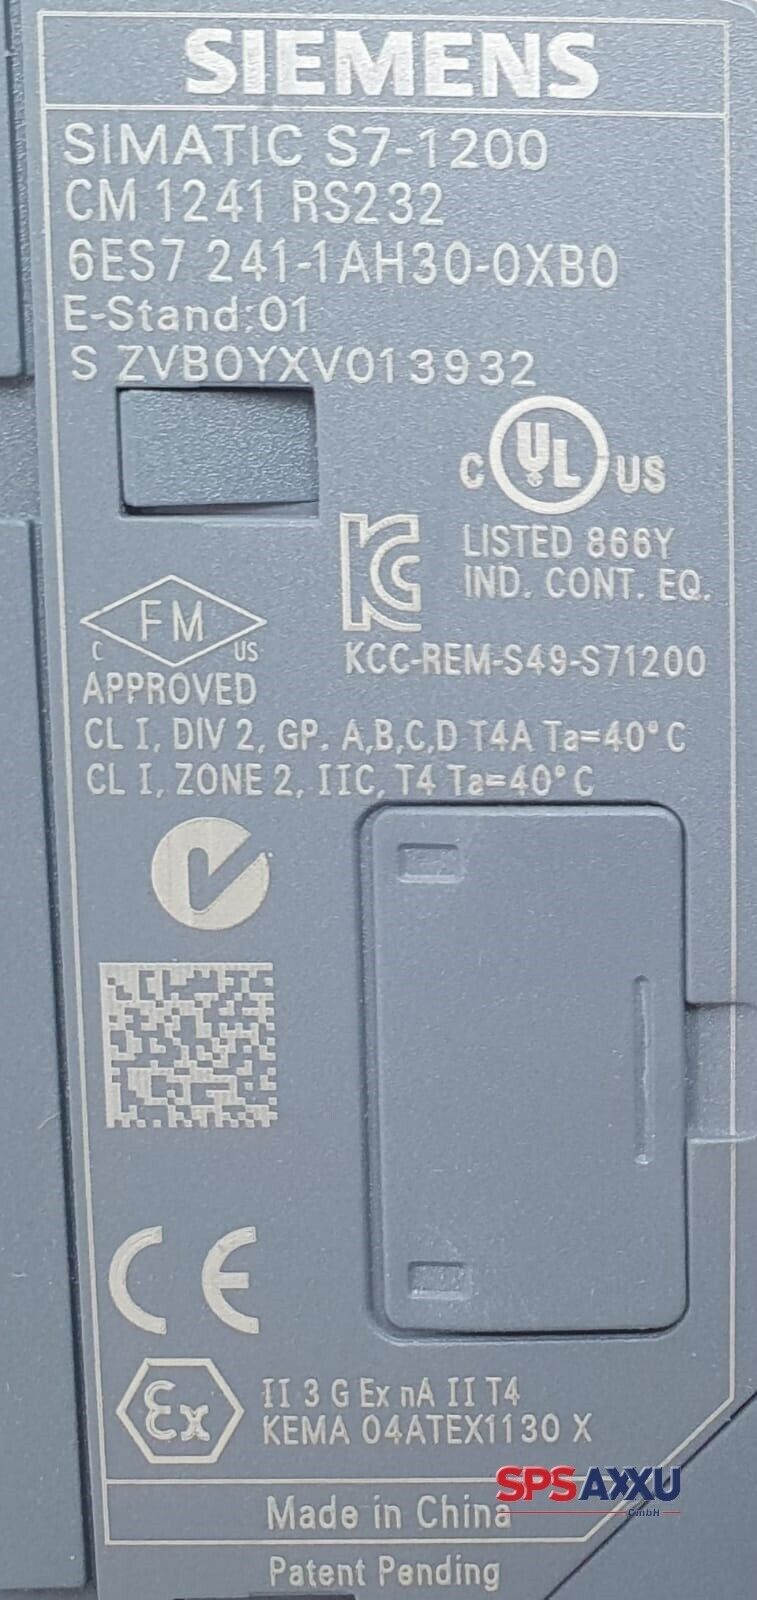 SIEMENS
SIMATIC S7-1200
CM 1241 RS232
6ES7 241-1AH30-0XB0
E-Stand:01
S ZVB0YXV013932
C UL US
LISTED 866Y
IND. CONT. EQ.
FM
C US
APPROVED
KC
KCC-REM-S49-S71200
CL I, DIV 2, GP. A,B,C,D T4A Ta=40°C
CL I, ZONE 2, IIC, T4 Ta=40°C
CE
Ex
II 3 G Ex nA II T4
KEMA 04ATEX1130 X
SPSAXXU
GmbH
Made in China
Patent Pending